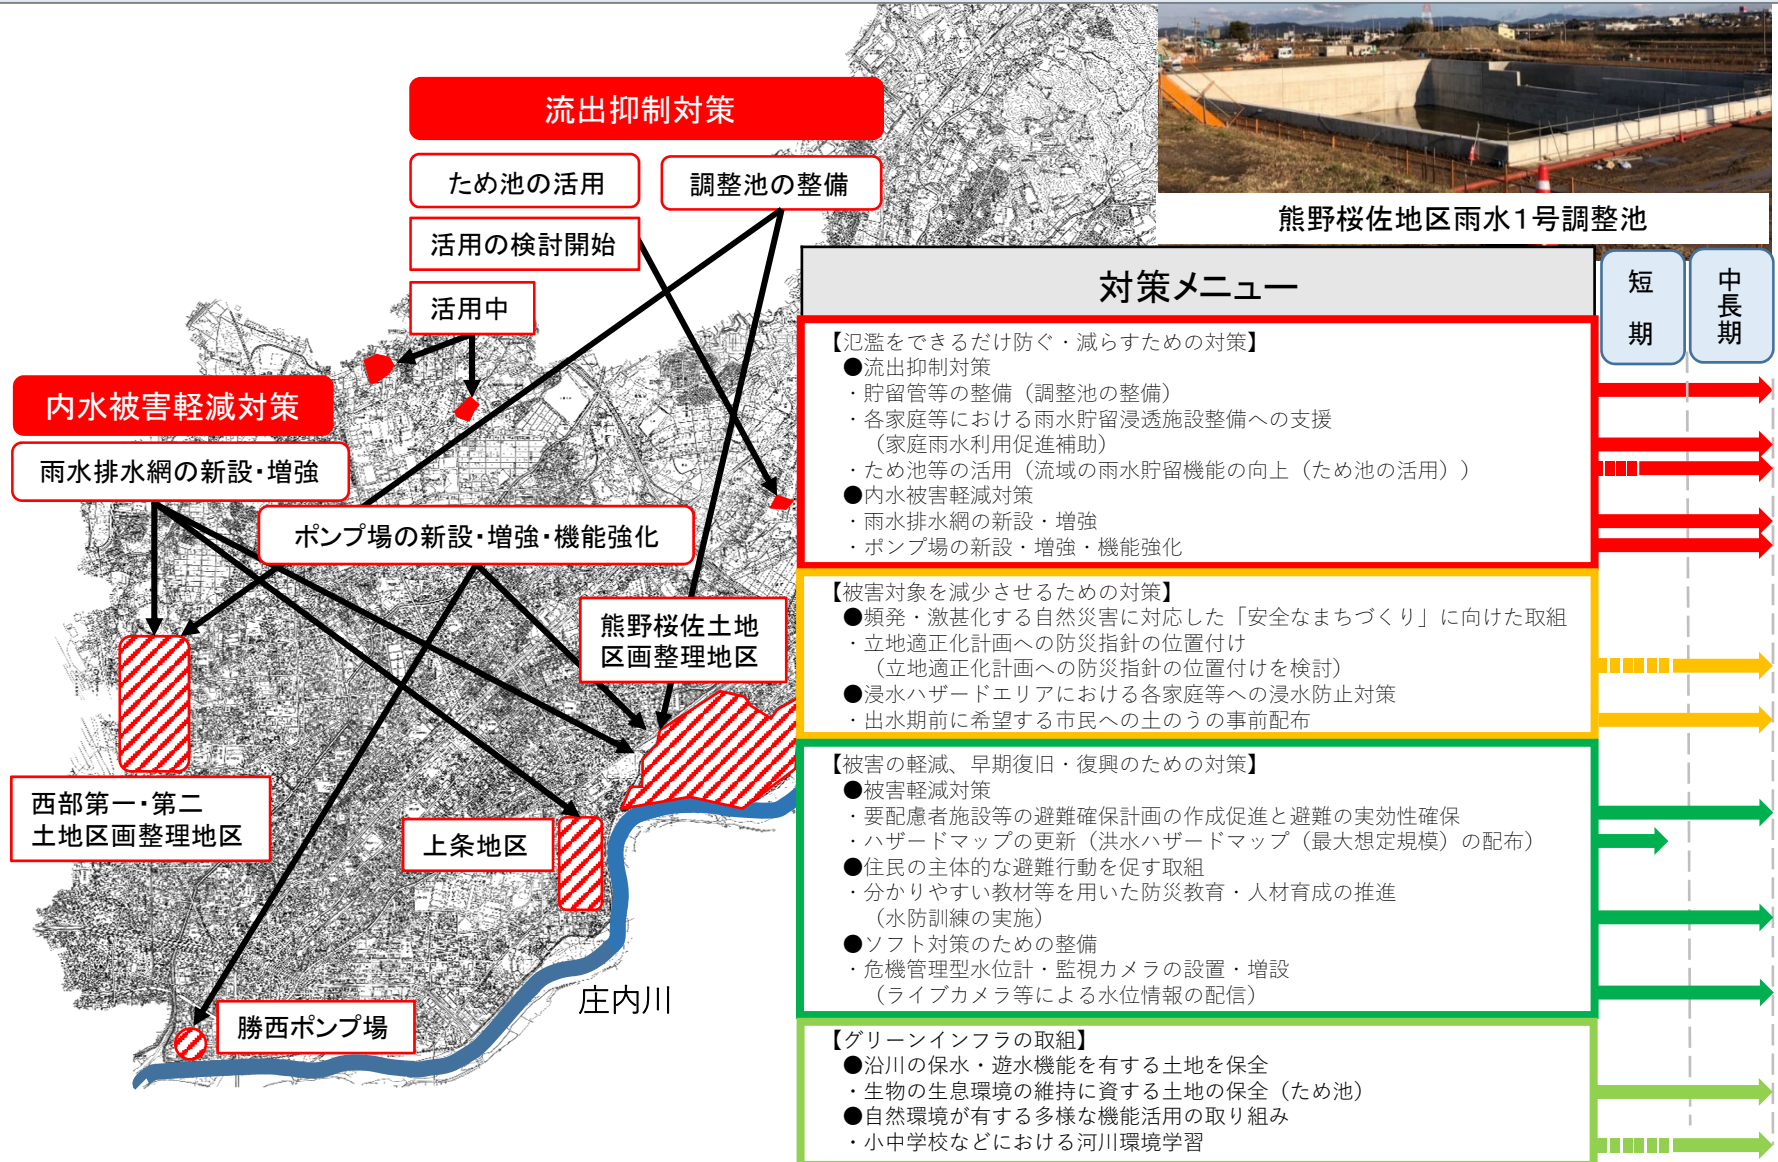 流出抑制対策
ため池の活用
調整池の整備
活用の検討開始
活用中
内水被害軽減対策
雨水排水網の新設・増強
ポンプ場の新設・増強・機能強化
熊野桜佐土地
区画整理地区
西部第一・第二
土地区画整理地区
上条地区
勝西ポンプ場
庄内川
熊野桜佐地区雨水1号調整池
対策メニュー
短期
中長期
【氾濫をできるだけ防ぐ・減らすための対策】
●流出抑制対策
・貯留管等の整備（調整池の整備）
・各家庭等における雨水貯留浸透施設整備への支援
（家庭雨水利用促進補助）
・ため池等の活用（流域の雨水貯留機能の向上（ため池の活用））
●内水被害軽減対策
・雨水排水網の新設・増強
・ポンプ場の新設・増強・機能強化
【被害対象を減少させるための対策】
●頻発・激甚化する自然災害に対応した「安全なまちづくり」に向けた取組
・立地適正化計画への防災指針の位置付け
（立地適正化計画への防災指針の位置付けを検討）
●浸水ハザードエリアにおける各家庭等への浸水防止対策
・出水期前に希望する市民への土のうの事前配布
【被害の軽減、早期復旧・復興のための対策】
●被害軽減対策
・要配慮者施設等の避難確保計画の作成促進と避難の実効性確保
・ハザードマップの更新（洪水ハザードマップ（最大想定規模）の配布）
●住民の主体的な避難行動を促す取組
・分かりやすい教材等を用いた防災教育・人材育成の推進
（水防訓練の実施）
●ソフト対策のための整備
・危機管理型水位計・監視カメラの設置・増設
（ライブカメラ等による水位情報の配信）
【グリーンインフラの取組】
●沿川の保水・遊水機能を有する土地を保全
・生物の生息環境の維持に資する土地の保全（ため池）
●自然環境が有する多様な機能活用の取り組み
・小中学校などにおける河川環境学習